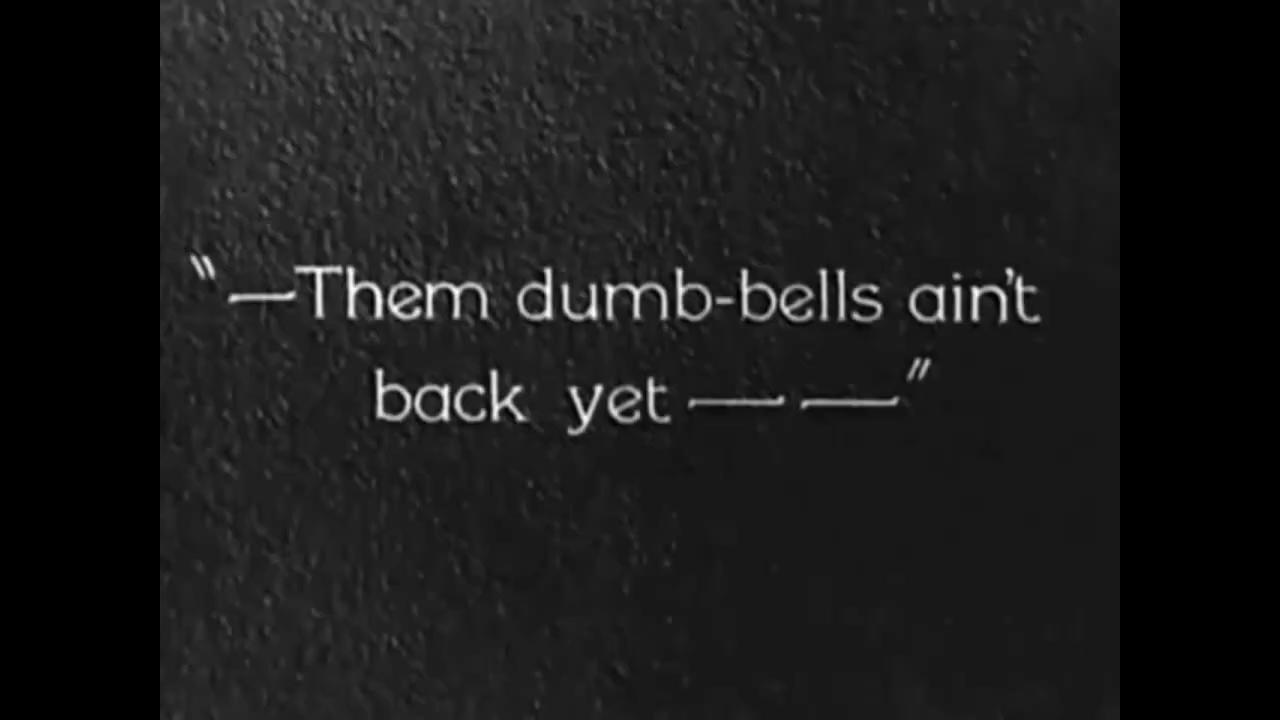 "—Them dumb-bells ain't
back yet — —"